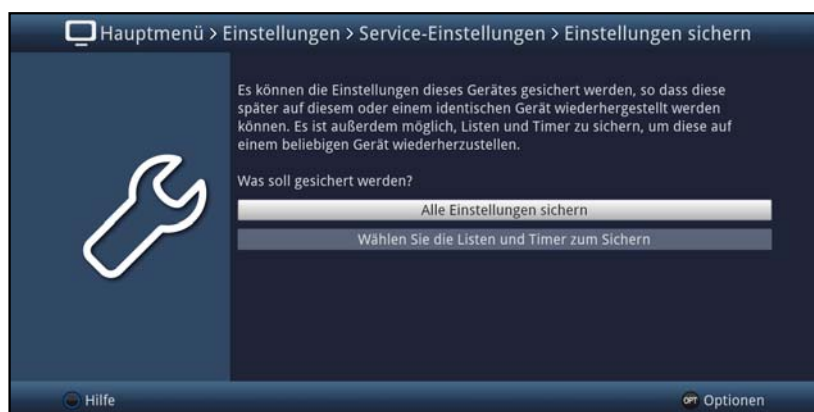 Hauptmenü > Einstellungen > Service-Einstellungen > Einstellungen sichern
Es können die Einstellungen dieses Gerätes gesichert werden, so dass diese
später auf diesem oder einem identischen Gerät wiederhergestellt werden
können. Es ist außerdem möglich, Listen und Timer zu sichern, um diese auf
einem beliebigen Gerät wiederherzustellen.
Was soll gesichert werden?
Alle Einstellungen sichern
Wählen Sie die Listen und Timer zum Sichern
Hilfe
OPT Optionen